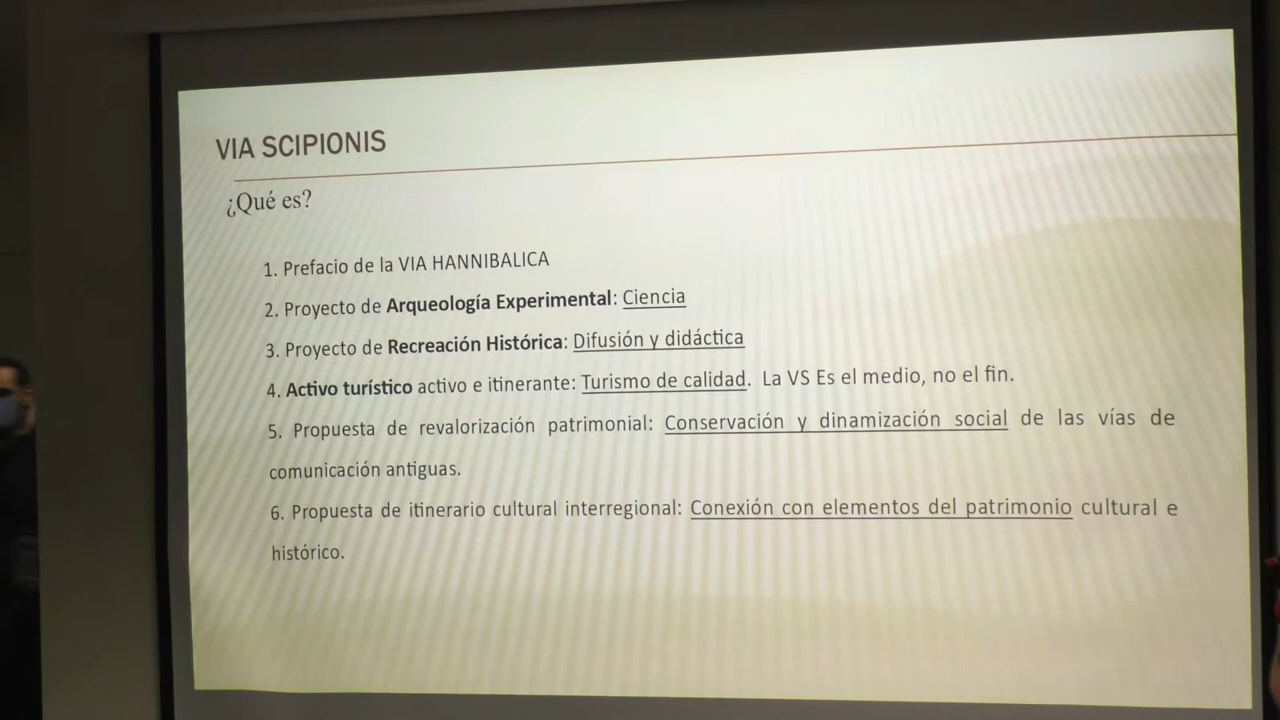 VIA SCIPIONIS
¿Qué es?
1. Prefacio de la VIA HANNIBALICA
2. Proyecto de Arqueología Experimental: Ciencia
3. Proyecto de Recreación Histórica: Difusión y didáctica
4. Activo turístico activo e itinerante: Turismo de calidad. La VS Es el medio, no el fin.
5. Propuesta de revalorización patrimonial: Conservación y dinamización social de las vías de
comunicación antiguas.
6. Propuesta de itinerario cultural interregional: Conexión con elementos del patrimonio cultural e
histórico.